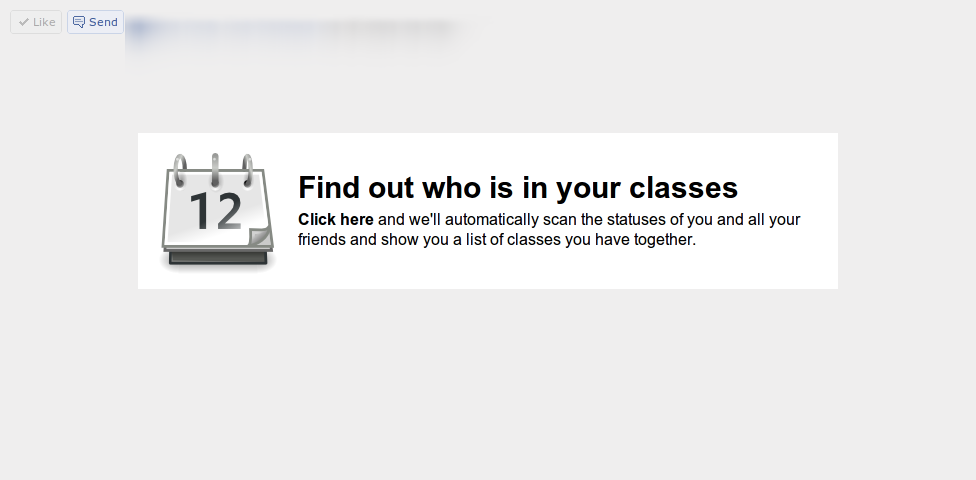 Like Send
12
Find out who is in your classes
Click here and we'll automatically scan the statuses of you and all your
friends and show you a list of classes you have together.